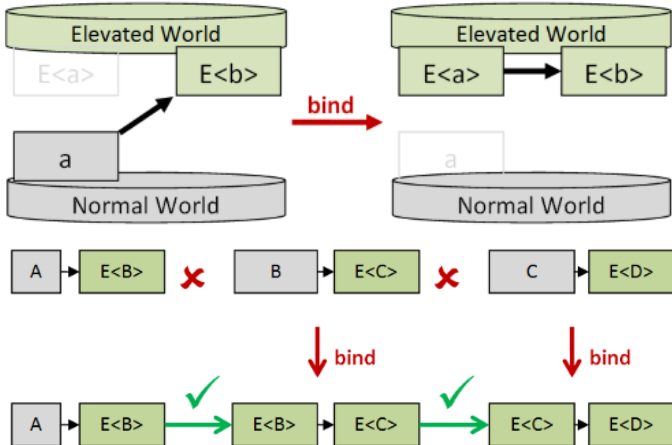 Elevated World
E<a>
E<b>
a
Normal World
bind
Elevated World
E<a>
E<b>
a
Normal World
A
E<B>
B
E<C>
C
E<D>
bind
bind
A
E<B>
E<B>
E<C>
E<C>
E<D>